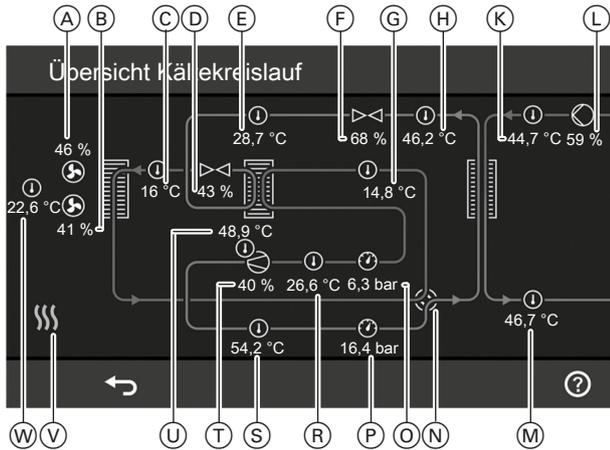 A B C D E F G H K L
Übersicht Kältekreislauf
28,7 °C 68 % 46,2 °C 44,7 °C 59 %
46 %
16 °C 43 % 14,8 °C
22,6 °C
41 % 48,9 °C
40 % 26,6 °C 6,3 bar
46,7 °C
54,2 °C 16,4 bar
?
W V U T S R P O N M